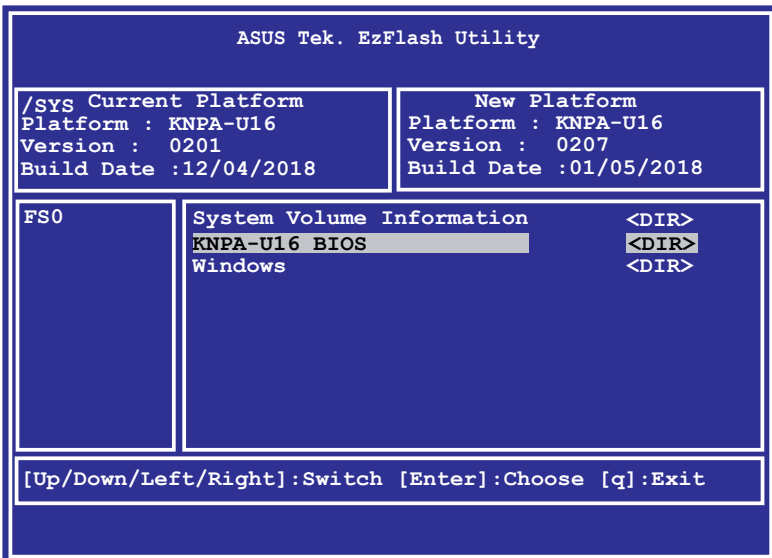 ASUS Tek. EzFlash Utility
/SYS Current Platform
Platform : KNPA-U16
Version : 0201
Build Date :12/04/2018
New Platform
Platform : KNPA-U16
Version : 0207
Build Date :01/05/2018
FS0
System Volume Information <DIR>
KNPA-U16 BIOS <DIR>
Windows <DIR>
[Up/Down/Left/Right]:Switch [Enter]:Choose [q]:Exit